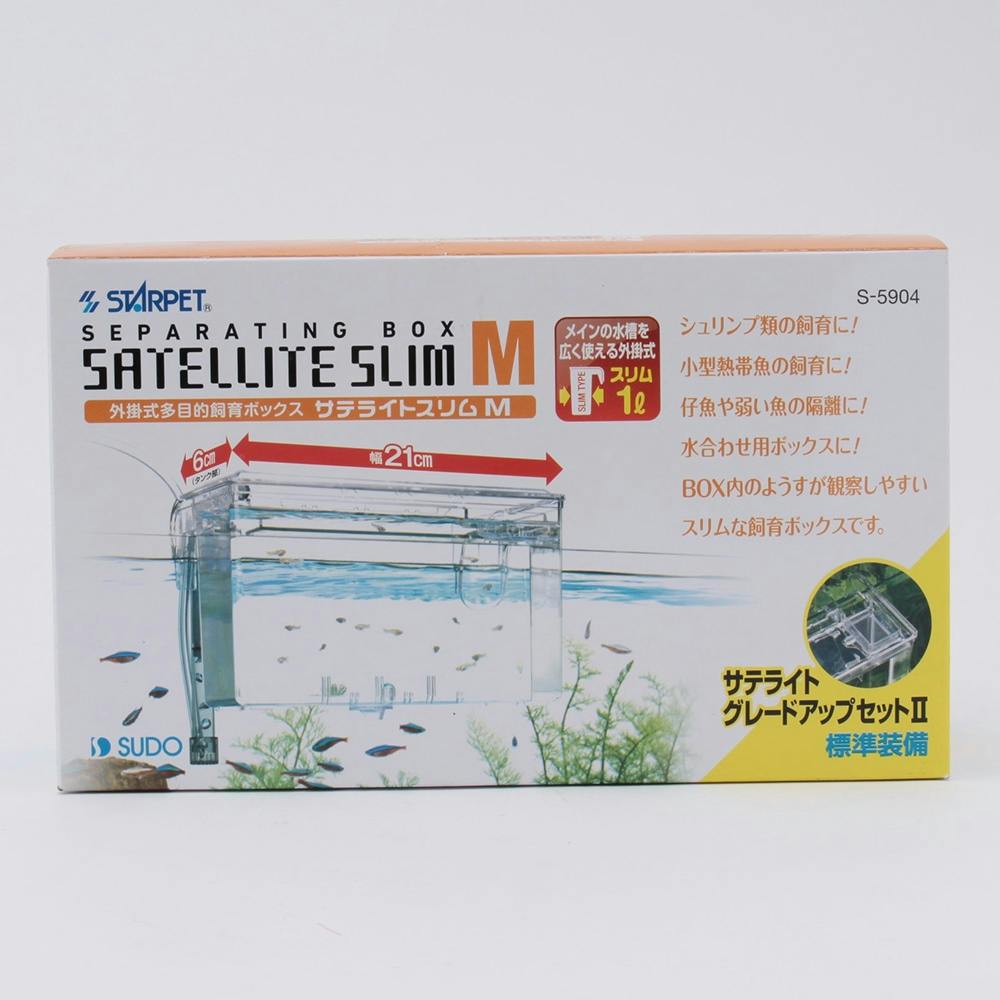 STARPET®
S-5904
SEPARATING BOX
SATELLITE SLIM M
外掛式多目的飼育ボックス サテライトスリム M
メインの水槽を
広く使える外掛式
SLIM TYPE
スリム
1ℓ
シュリンプ類の飼育に!
小型熱帯魚の飼育に!
仔魚や弱い魚の隔離に!
水合わせ用ボックスに!
BOX内のようすが観察しやすい
スリムな飼育ボックスです。
6cm
(タンク部)
幅21cm
サテライト
グレードアップセットII
標準装備
SUDO